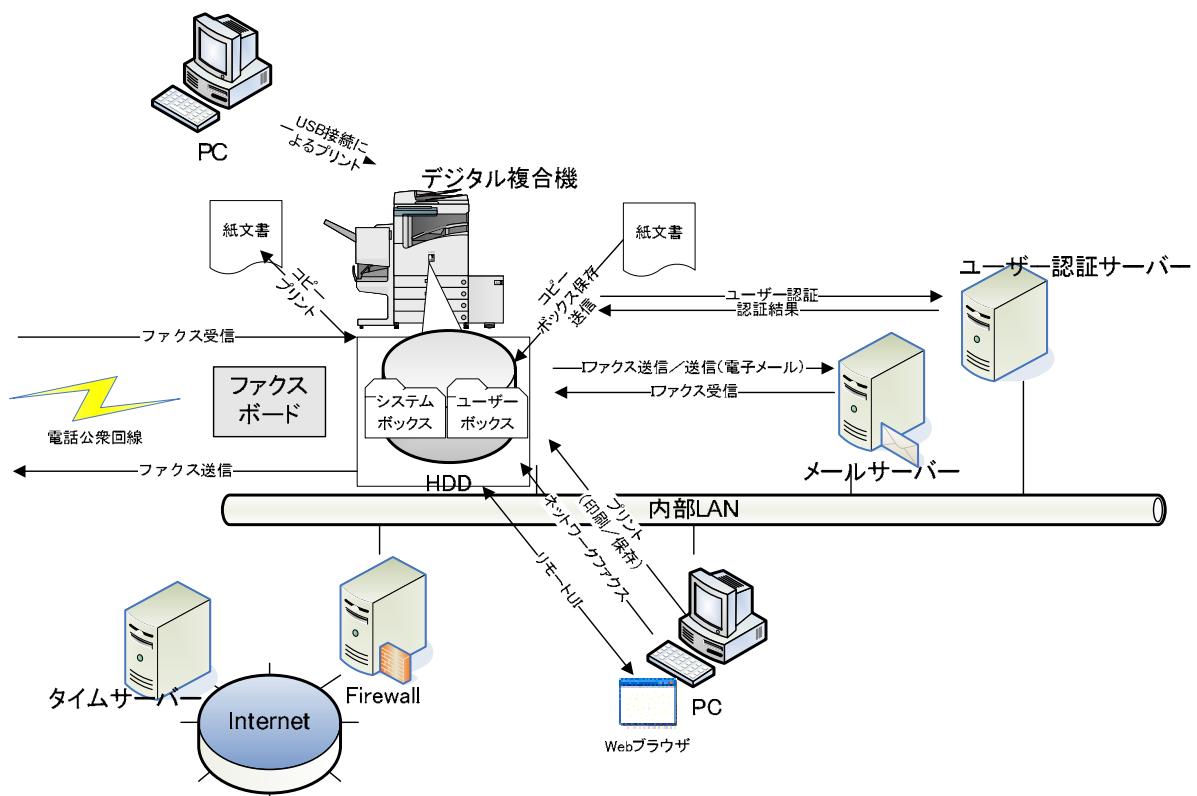 PC
USB接続に
よるプリント
デジタル複合機
紙文書
コピー
プリント
紙文書
コピー
ボックス保存
送信
ユーザー認証サーバー
ユーザー認証
認証結果
ファクス受信
Iファクス送信／送信(電子メール)
Iファクス受信
ファクス
ボード
システム
ボックス
ユーザー
ボックス
電話公衆回線
ファクス送信
HDD
メールサーバー
内部LAN
プリント
(印刷／保存)
ネットワークファクス
リモートUI
タイムサーバー
Firewall
Internet
PC
Webブラウザ